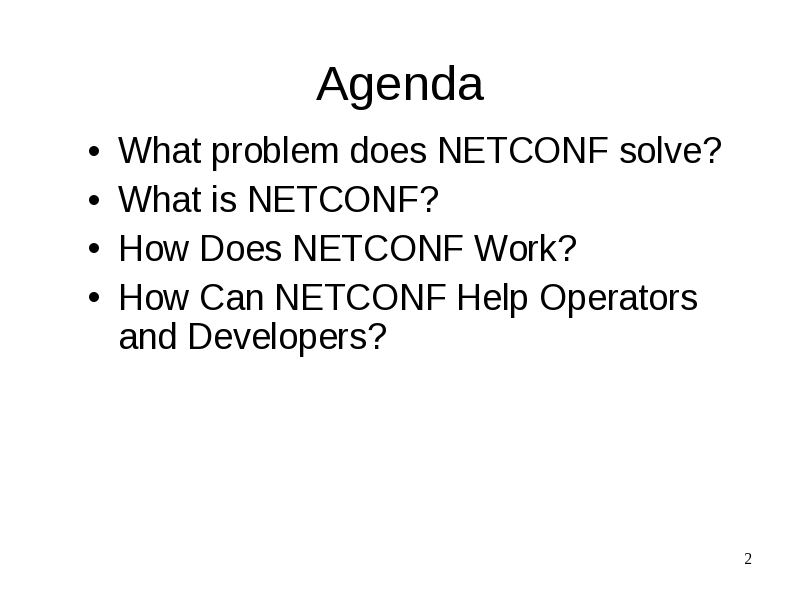 Agenda
• What problem does NETCONF solve?
• What is NETCONF?
• How Does NETCONF Work?
• How Can NETCONF Help Operators
and Developers?
2